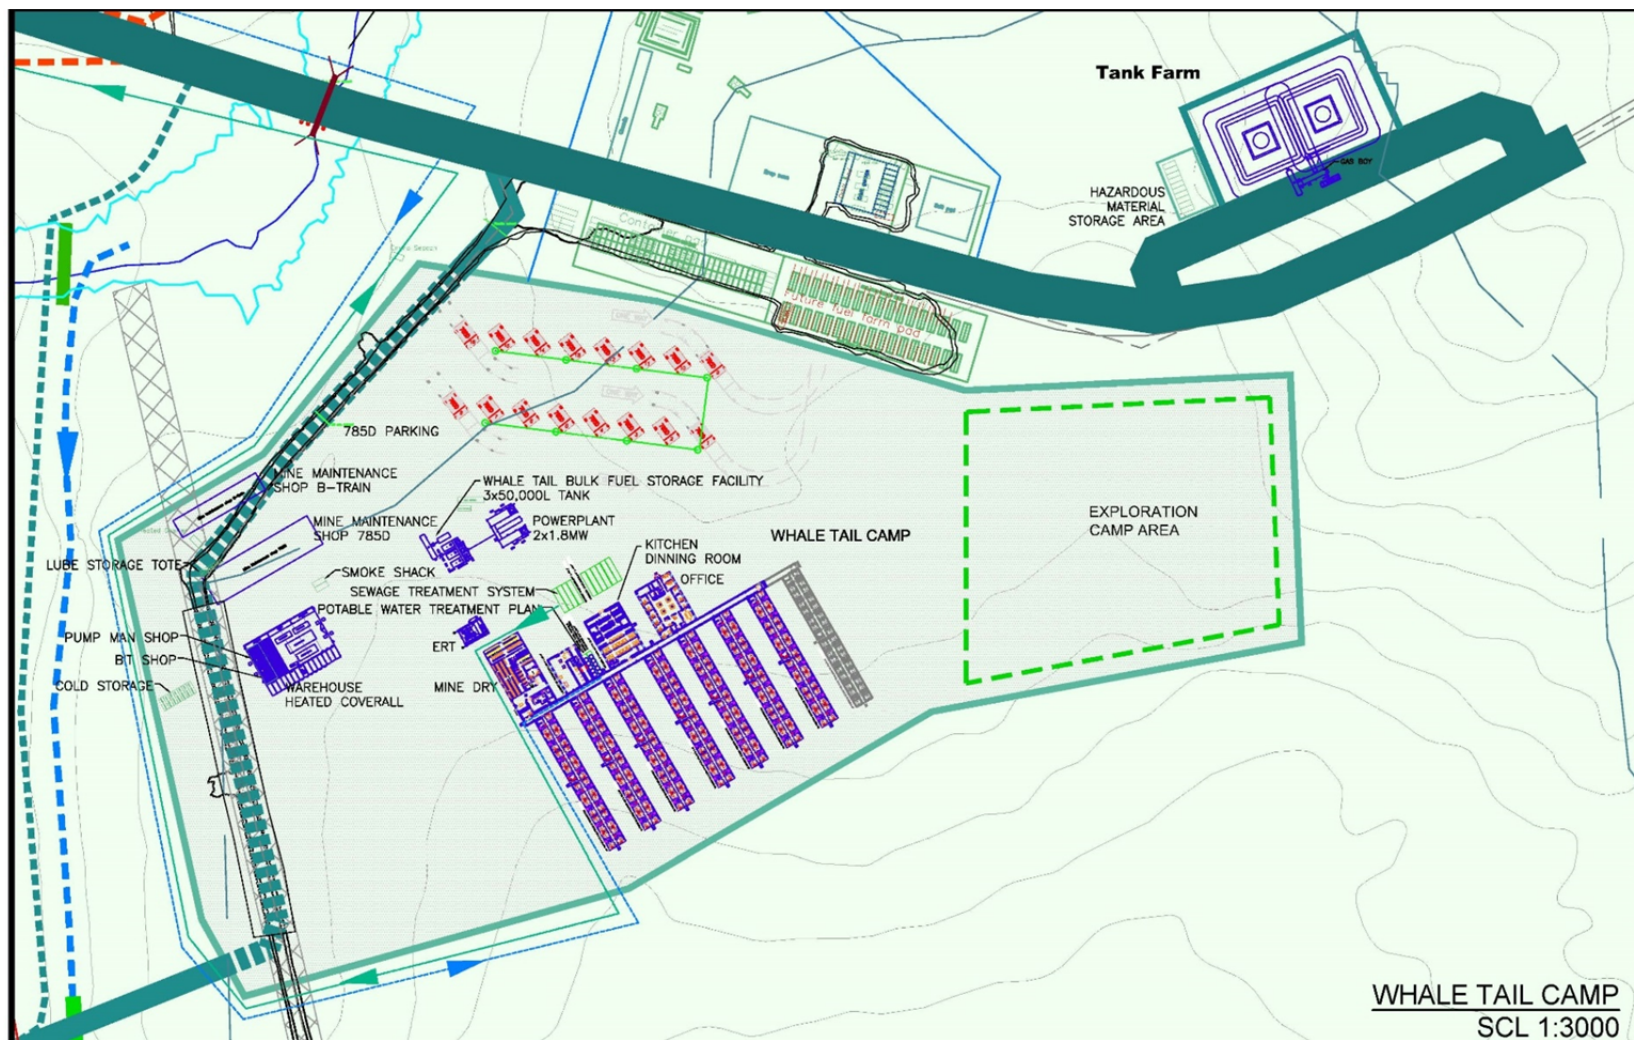 Tank Farm
GAS BOY
HAZARDOUS
MATERIAL
STORAGE AREA
Future fuel farm pad
785D PARKING
MINE MAINTENANCE
SHOP B-TRAIN
WHALE TAIL BULK FUEL STORAGE FACILITY
3x50,000L TANK
MINE MAINTENANCE
SHOP 785D
POWERPLANT
2x1.8MW
WHALE TAIL CAMP
EXPLORATION
CAMP AREA
KITCHEN
DINNING ROOM
OFFICE
LUBE STORAGE TOTE
SMOKE SHACK
SEWAGE TREATMENT SYSTEM
POTABLE WATER TREATMENT PLAN
PUMP MAN SHOP
ERT
BIT SHOP
COLD STORAGE
WAREHOUSE
HEATED COVERALL
MINE DRY
WHALE TAIL CAMP
SCL 1:3000